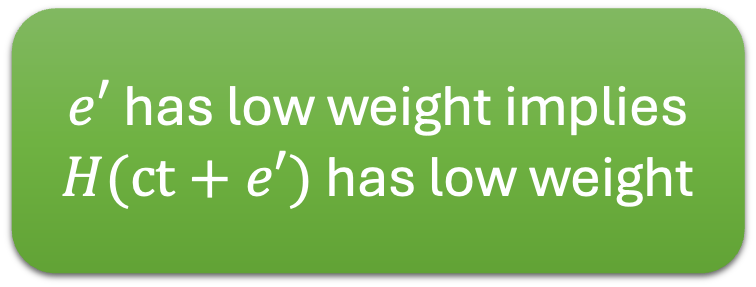 e′ has low weight implies
H(ct + e′) has low weight